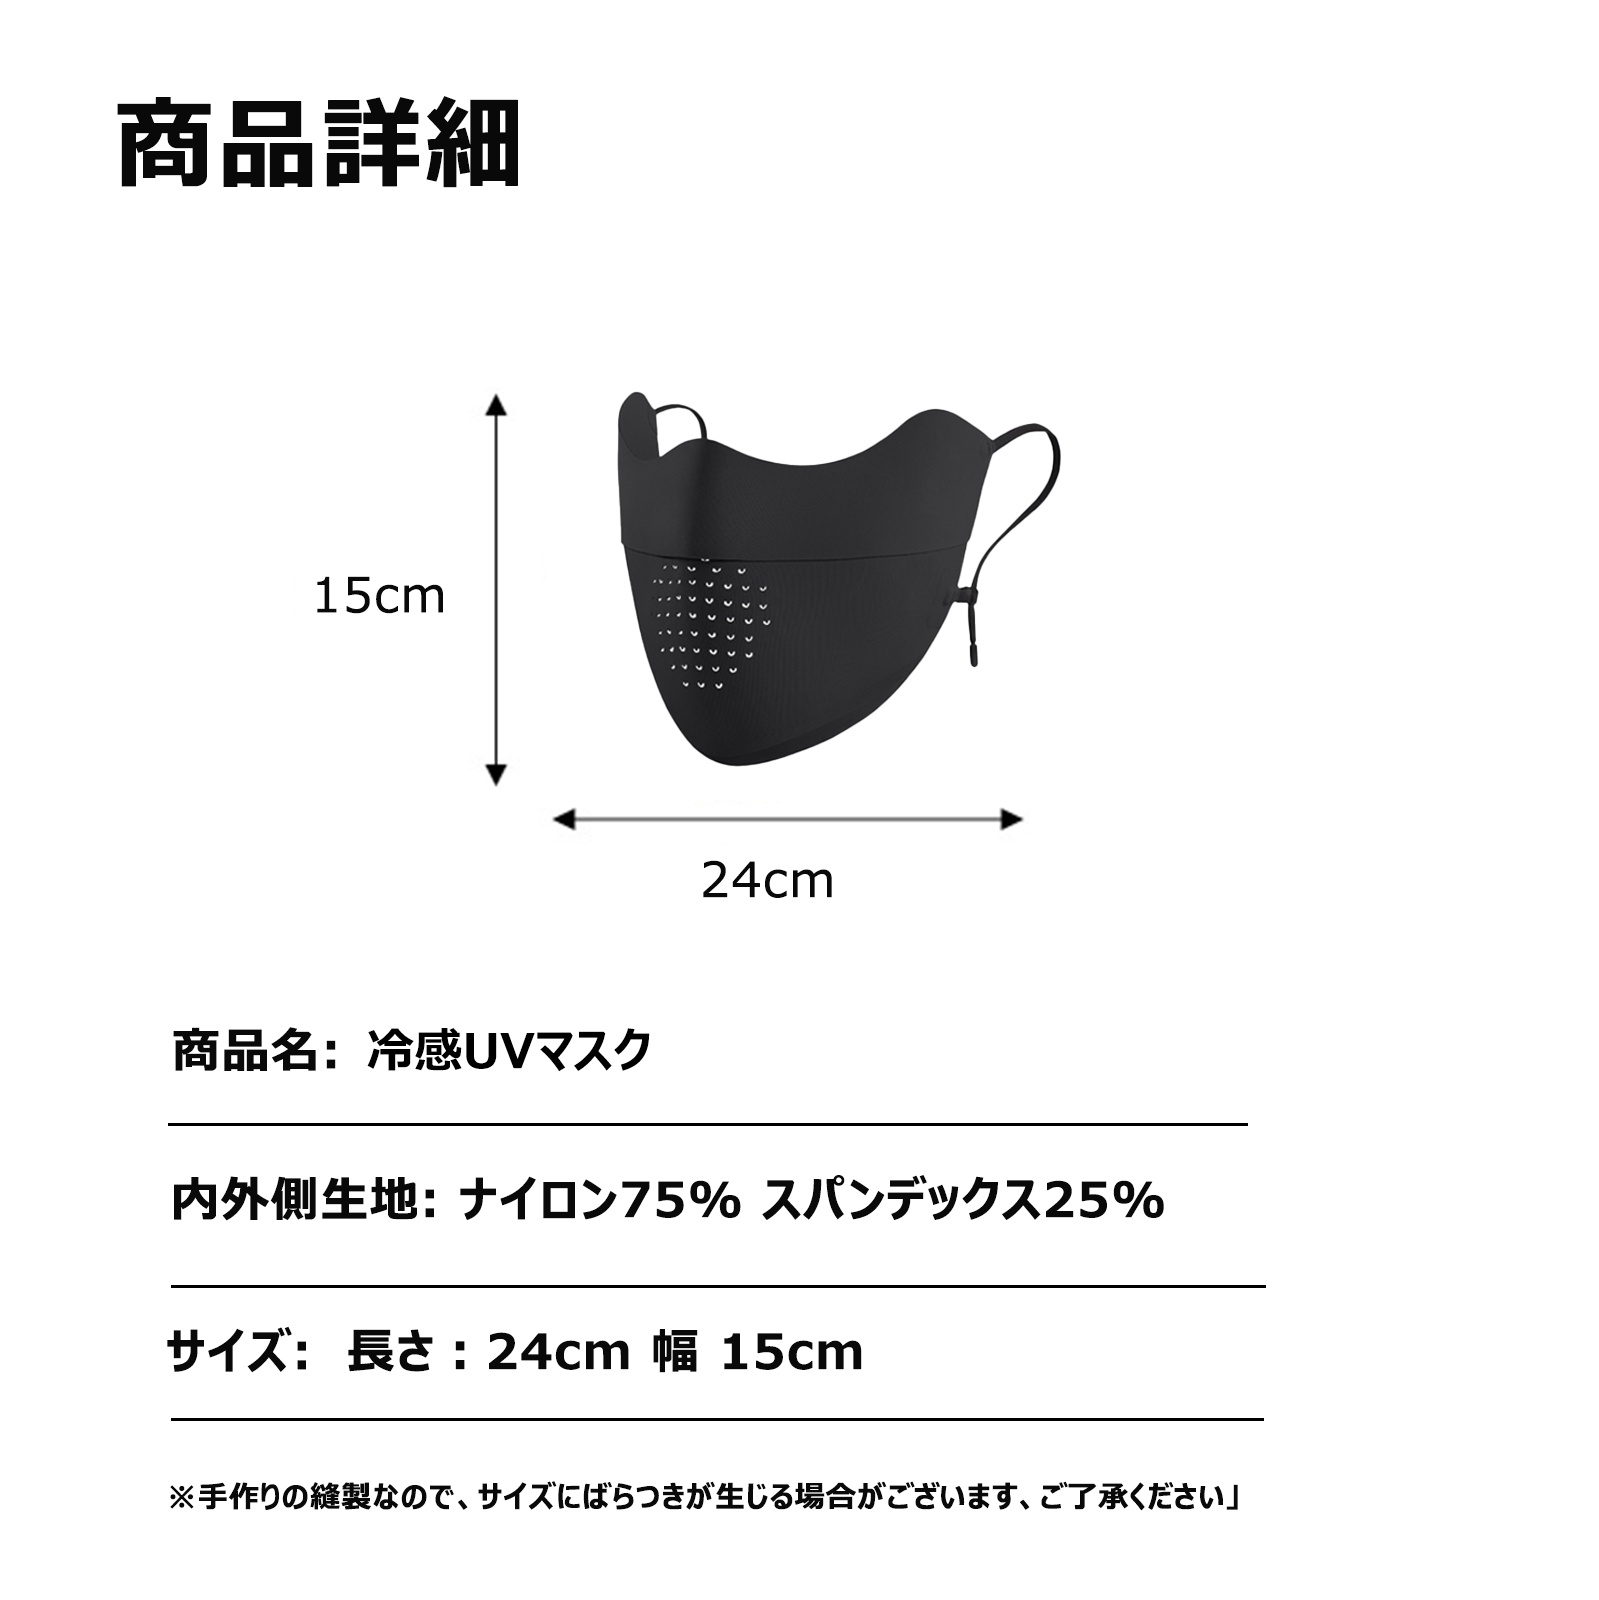 商品詳細
15cm
24cm
商品名: 冷感UVマスク
内外側生地: ナイロン75% スパンデックス25%
サイズ: 長さ : 24cm 幅 15cm
※手作りの縫製なので、サイズにばらつきが生じる場合がございます、ご了承ください」